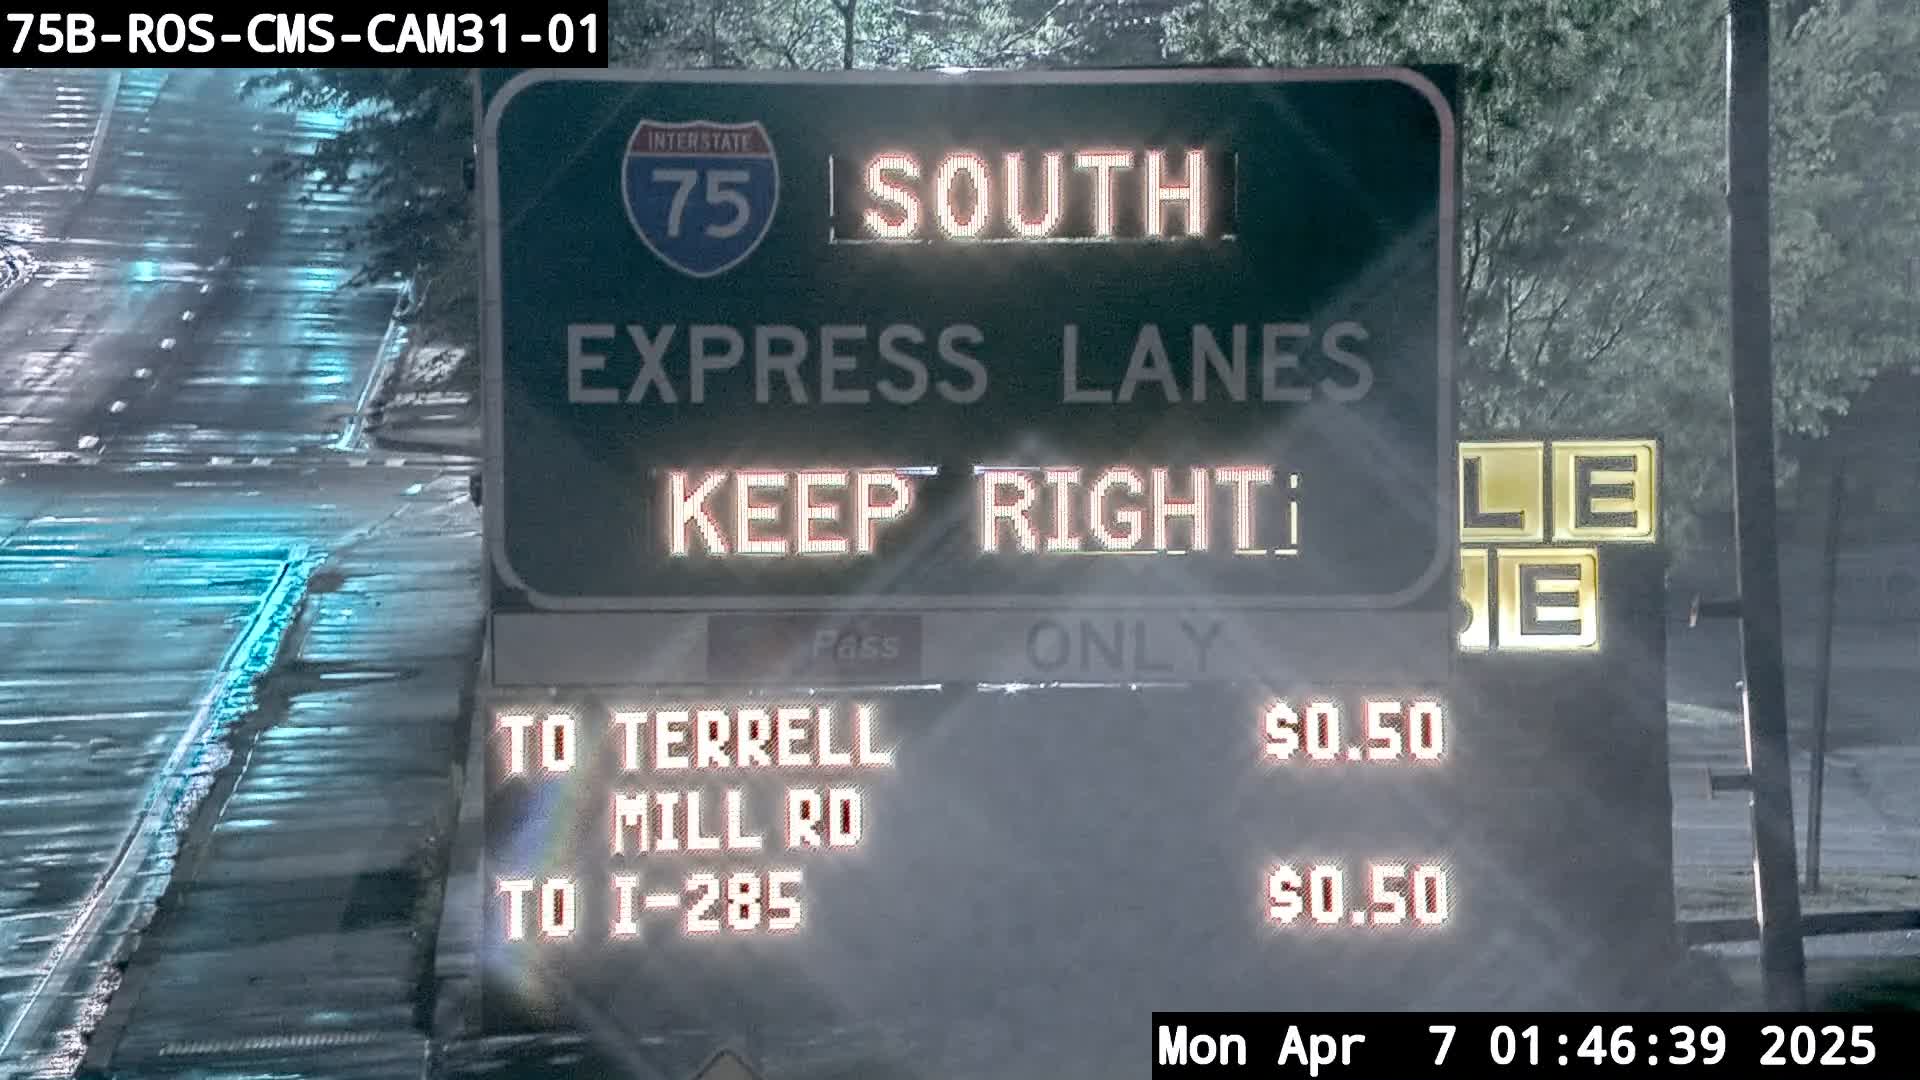 75B-ROS-CMS-CAM31-01
INTERSTATE
75
SOUTH
EXPRESS LANES
KEEP RIGHT
Pass ONLY
TO TERRELL $0.50
MILL RD
TO I-285 $0.50
LE
E
Mon Apr 7 01:46:39 2025